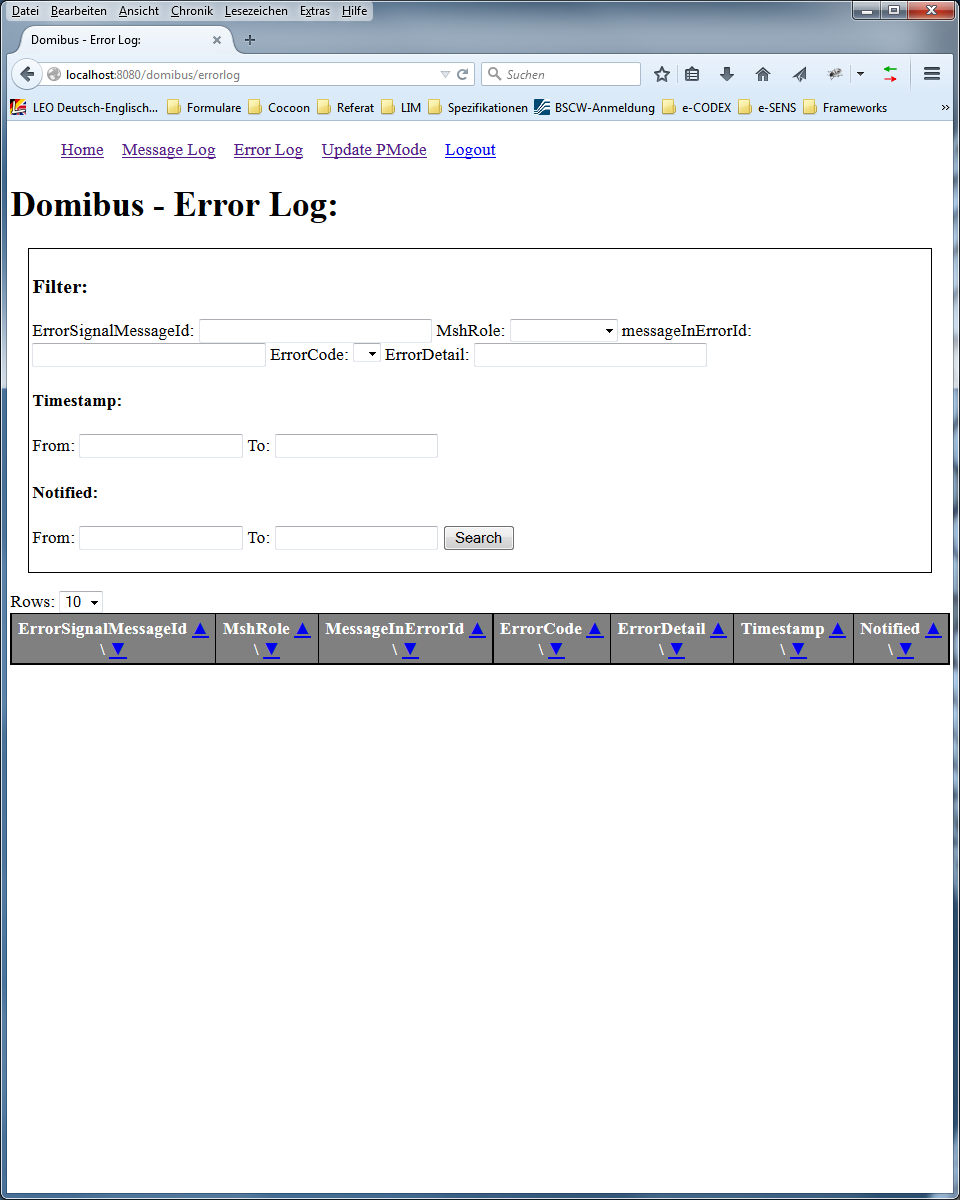 Datei Bearbeiten Ansicht Chronik Lesezeichen Extras Hilfe
Domibus - Error Log:
localhost:8080/domibus/errorlog Suchen
LEO Deutsch-Englisch... Formulare Cocoon Referat LIM Spezifikationen BSCW-Anmeldung e-CODEX e-SENS Frameworks »
Home Message Log Error Log Update PMode Logout
Domibus - Error Log:
Filter:
ErrorSignalMessageId: MshRole: messageInErrorId:
ErrorCode: ErrorDetail:
Timestamp:
From: To:
Notified:
From: To: Search
Rows: 10
ErrorSignalMessageId ▲ MshRole ▲ MessageInErrorId ▲ ErrorCode ▲ ErrorDetail ▲ Timestamp ▲ Notified ▲
\ ▼ \ ▼ \ ▼ \ ▼ \ ▼ \ ▼ \ ▼